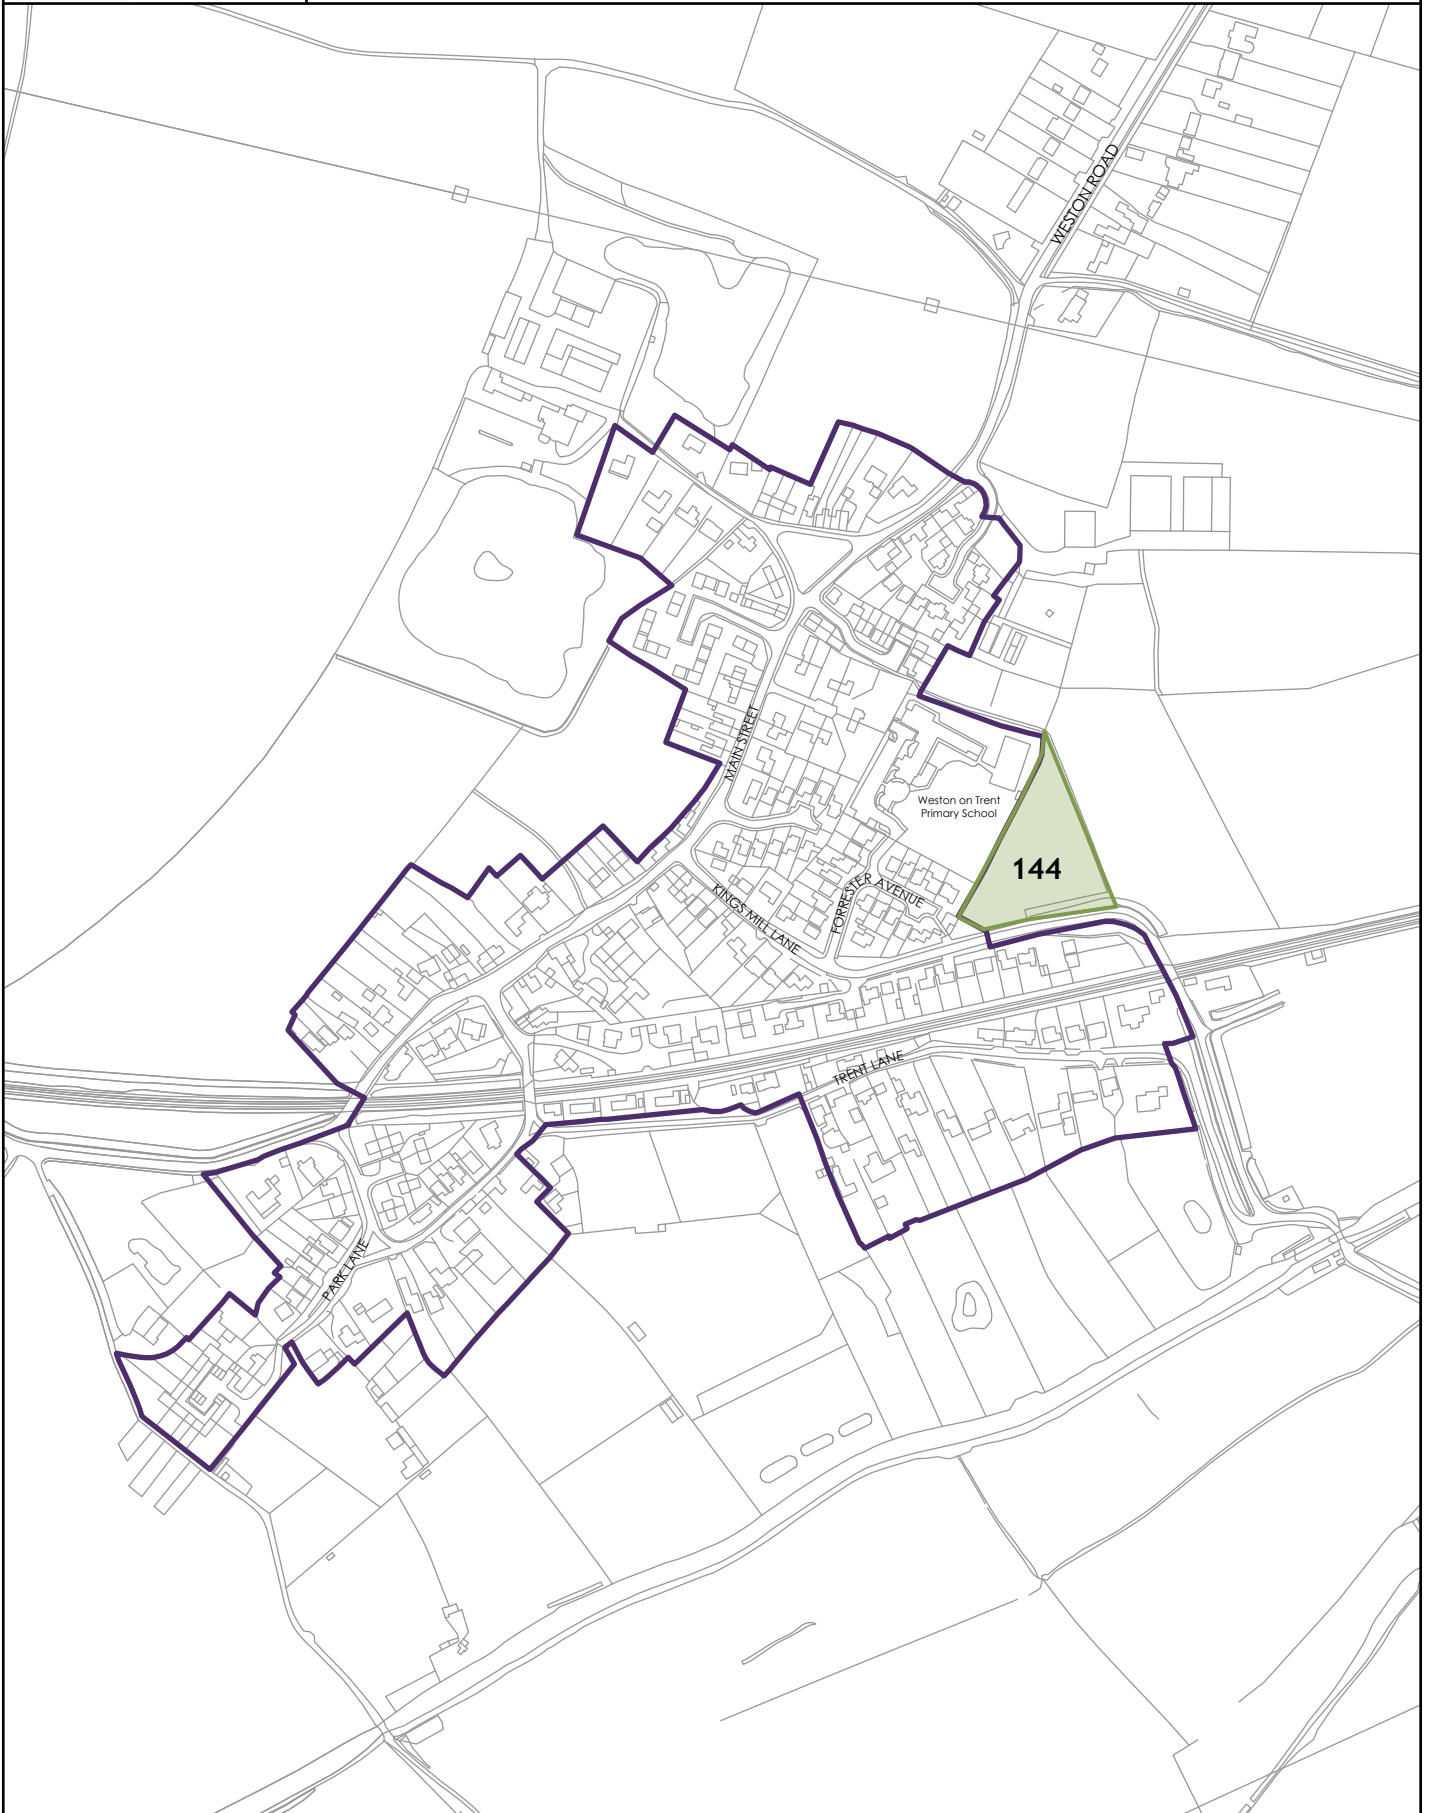 WESTON ROAD
MAIN STREET
Weston on Trent
Primary School
144
FORRESTER AVENUE
KINGS MILL LANE
TRENT LANE
PARK LANE